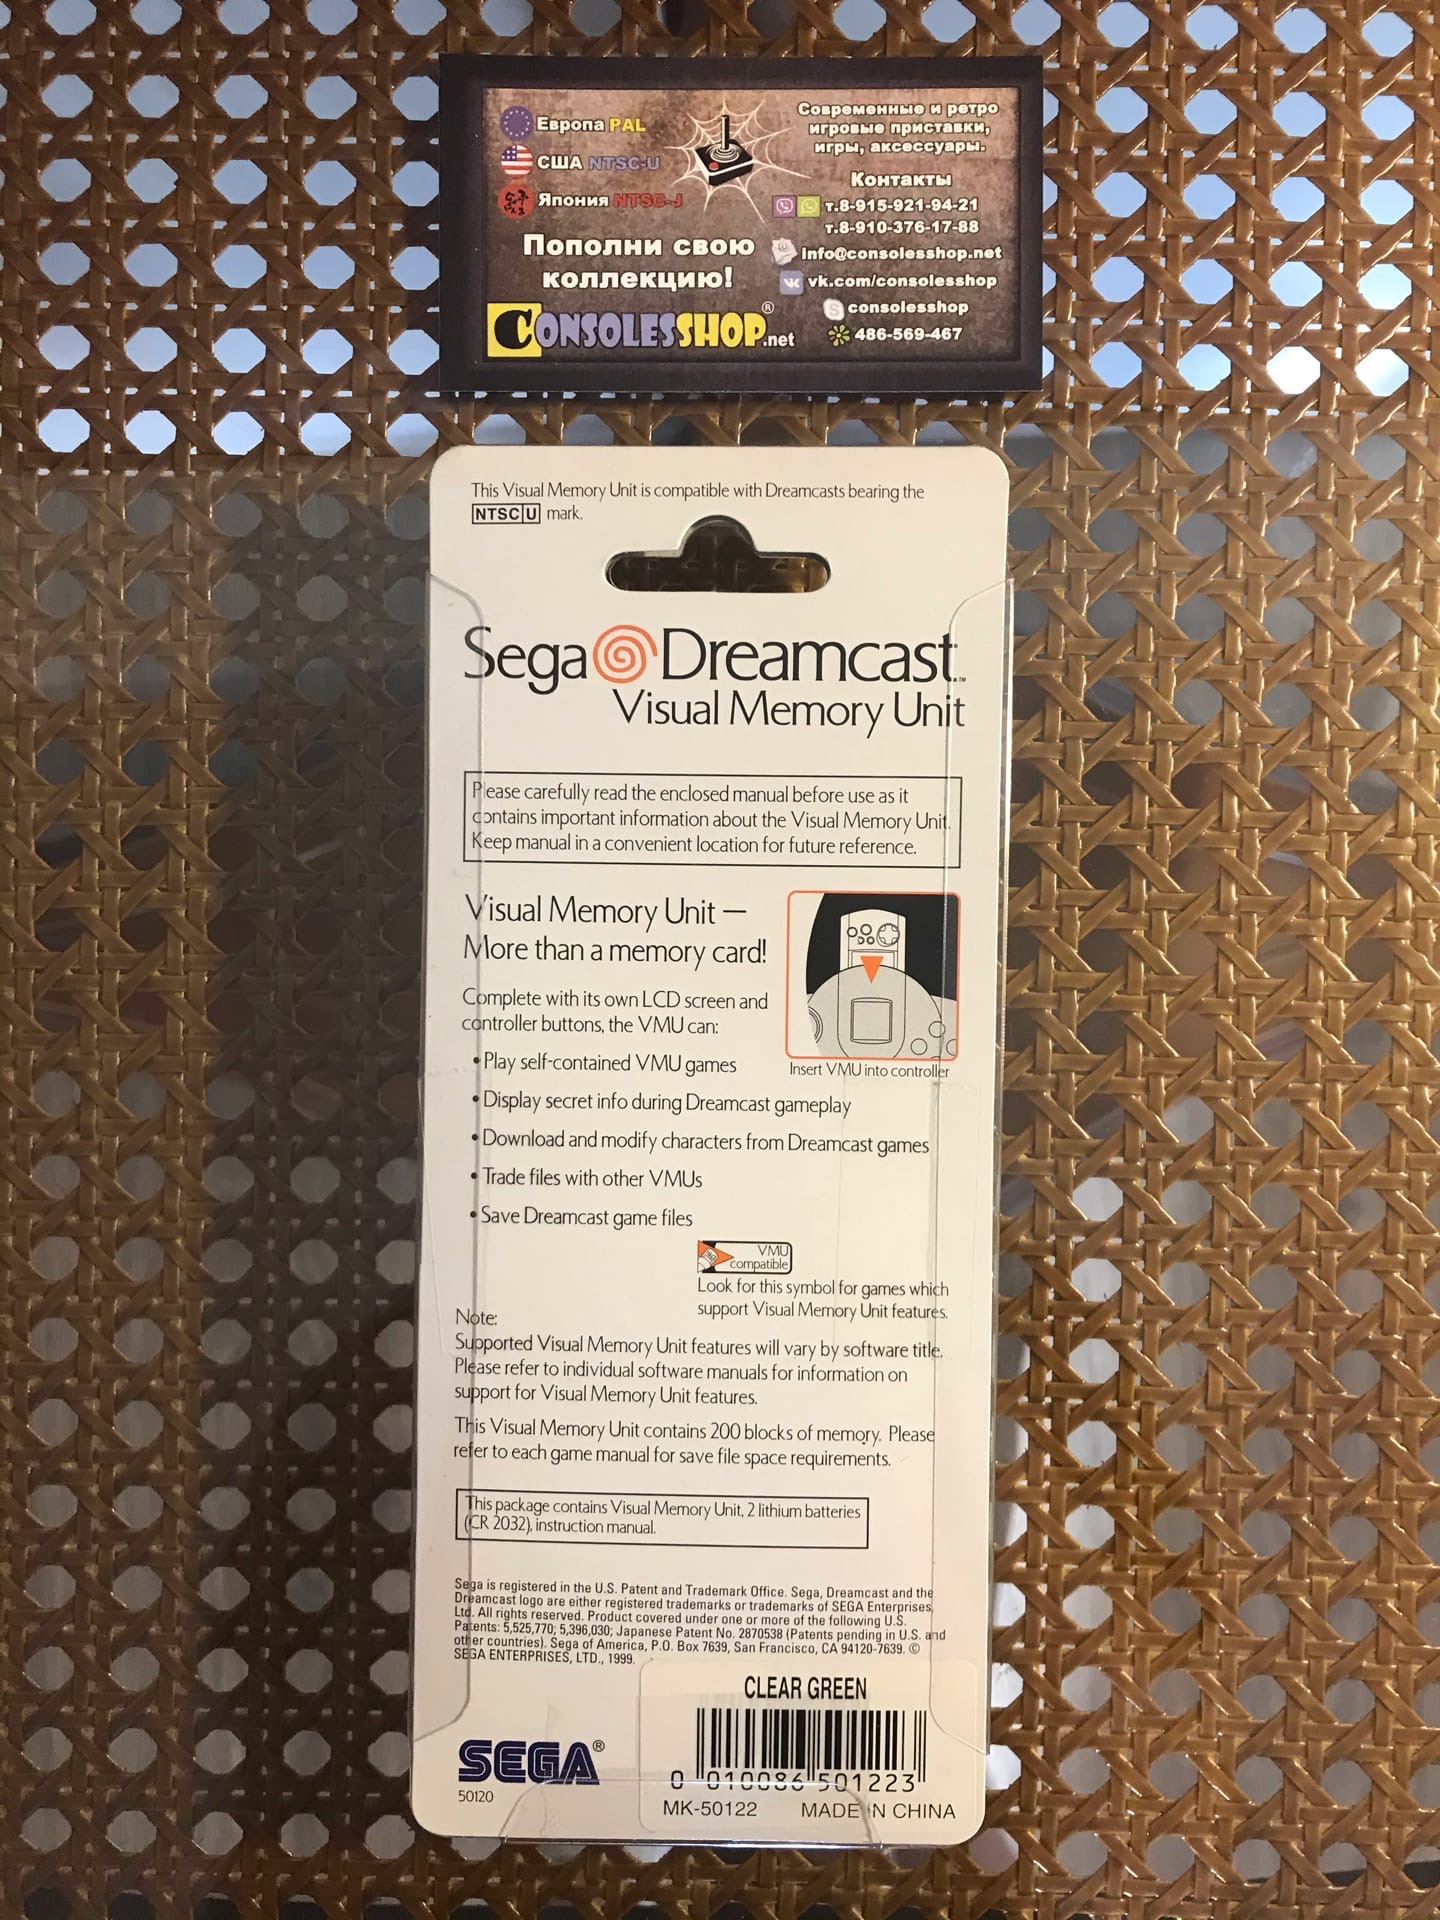 Европа PAL
США NTSC-U
Япония NTSC-J
Пополни свою
коллекцию!
CONSOLESSHOP.net
®
Современные и ретро
игровые приставки,
игры, аксессуары.
Контакты
т.8-915-921-94-21
т.8-910-376-17-88
info@consolesshop.net
vk.com/consolesshop
consolesshop
486-569-467
This Visual Memory Unit is compatible with Dreamcasts bearing the
NTSC U mark.
Sega Dreamcast™
Visual Memory Unit
Please carefully read the enclosed manual before use as it
contains important information about the Visual Memory Unit.
Keep manual in a convenient location for future reference.
Visual Memory Unit —
More than a memory card!
Complete with its own LCD screen and
controller buttons, the VMU can:
• Play self-contained VMU games
Insert VMU into controller
• Display secret info during Dreamcast gameplay
• Download and modify characters from Dreamcast games
• Trade files with other VMUs
• Save Dreamcast game files
VMU
compatible
Look for this symbol for games which
support Visual Memory Unit features.
Note:
Supported Visual Memory Unit features will vary by software title.
Please refer to individual software manuals for information on
support for Visual Memory Unit features.
This Visual Memory Unit contains 200 blocks of memory. Please
refer to each game manual for save file space requirements.
This package contains Visual Memory Unit, 2 lithium batteries
(CR 2032), instruction manual.
Sega is registered in the U.S. Patent and Trademark Office. Sega, Dreamcast and the
Dreamcast logo are either registered trademarks or trademarks of SEGA Enterprises,
Ltd. All rights reserved. Product covered under one or more of the following U.S.
Patents: 5,525,770; 5,396,030; Japanese Patent No. 2870538 (Patents pending in U.S. and
other countries). Sega of America, P.O. Box 7639, San Francisco, CA 94120-7639. ©
SEGA ENTERPRISES, LTD., 1999.
SEGA®
50120
CLEAR GREEN
0 010086 501223
MK-50122 MADE IN CHINA